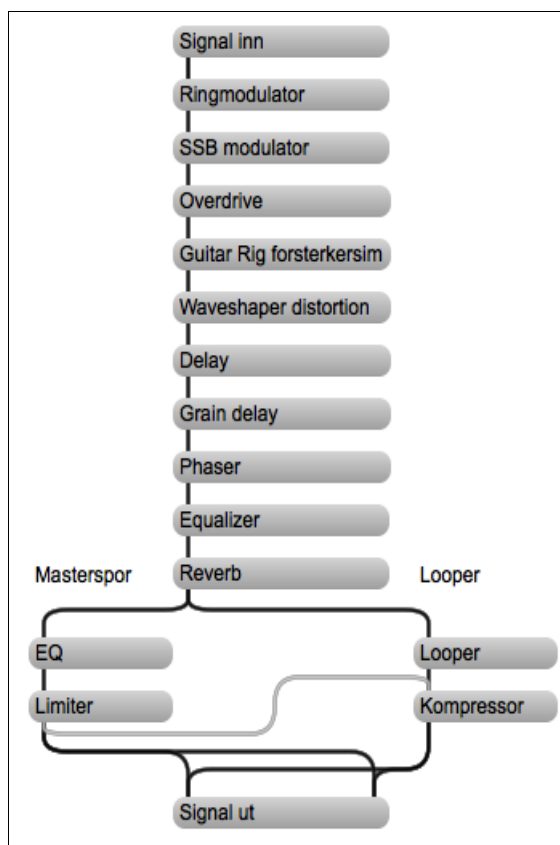 Signal inn
Ringmodulator
SSB modulator
Overdrive
Guitar Rig forsterkersim
Waveshaper distortion
Delay
Grain delay
Phaser
Equalizer
Masterspor
Reverb
Looper
EQ
Looper
Limiter
Kompressor
Signal ut